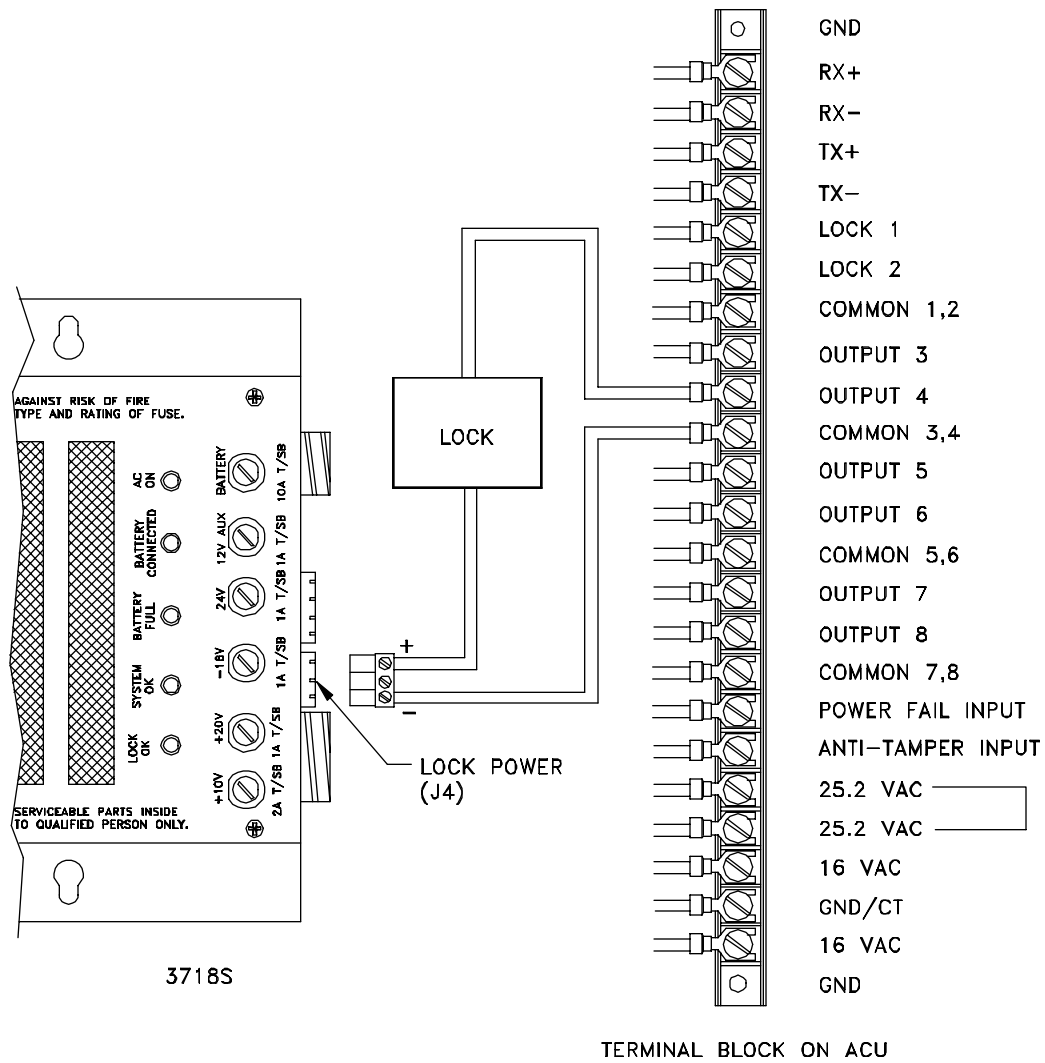 AGAINST RISK OF FIRE
TYPE AND RATING OF FUSE.
AC
ON
BATTERY
CONNECTED
BATTERY
FULL
SYSTEM
OK
LOCK
OK
BATTERY
10A T/SB
12V AUX
1A T/SB
24V
1A T/SB
-18V
1A T/SB
+20V
1A T/SB
+10V
2A T/SB
SERVICEABLE PARTS INSIDE
TO QUALIFIED PERSON ONLY.
3718S
LOCK
+
-
LOCK POWER
(J4)
GND
RX+
RX-
TX+
TX-
LOCK 1
LOCK 2
COMMON 1,2
OUTPUT 3
OUTPUT 4
COMMON 3,4
OUTPUT 5
OUTPUT 6
COMMON 5,6
OUTPUT 7
OUTPUT 8
COMMON 7,8
POWER FAIL INPUT
ANTI-TAMPER INPUT
25.2 VAC
25.2 VAC
16 VAC
GND/CT
16 VAC
GND
TERMINAL BLOCK ON ACU